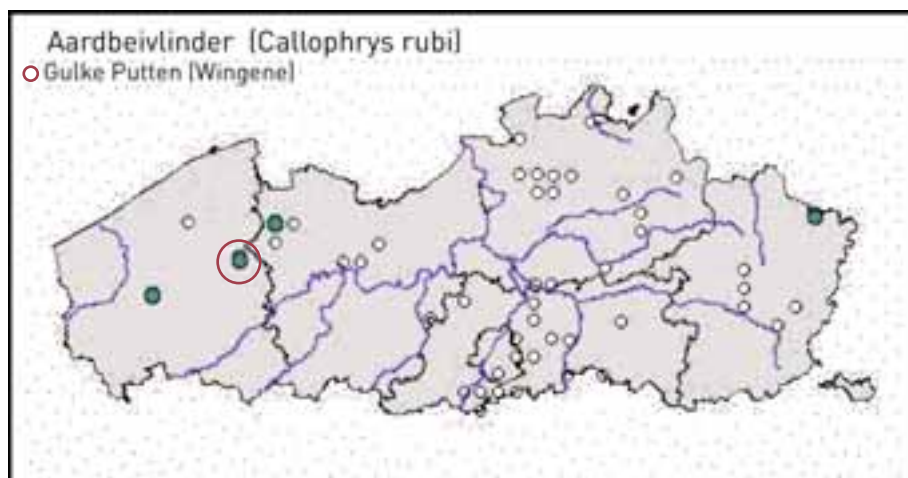 Aardbeivlinder (Callophrys rubi)
Gulke Putten (Wingene)